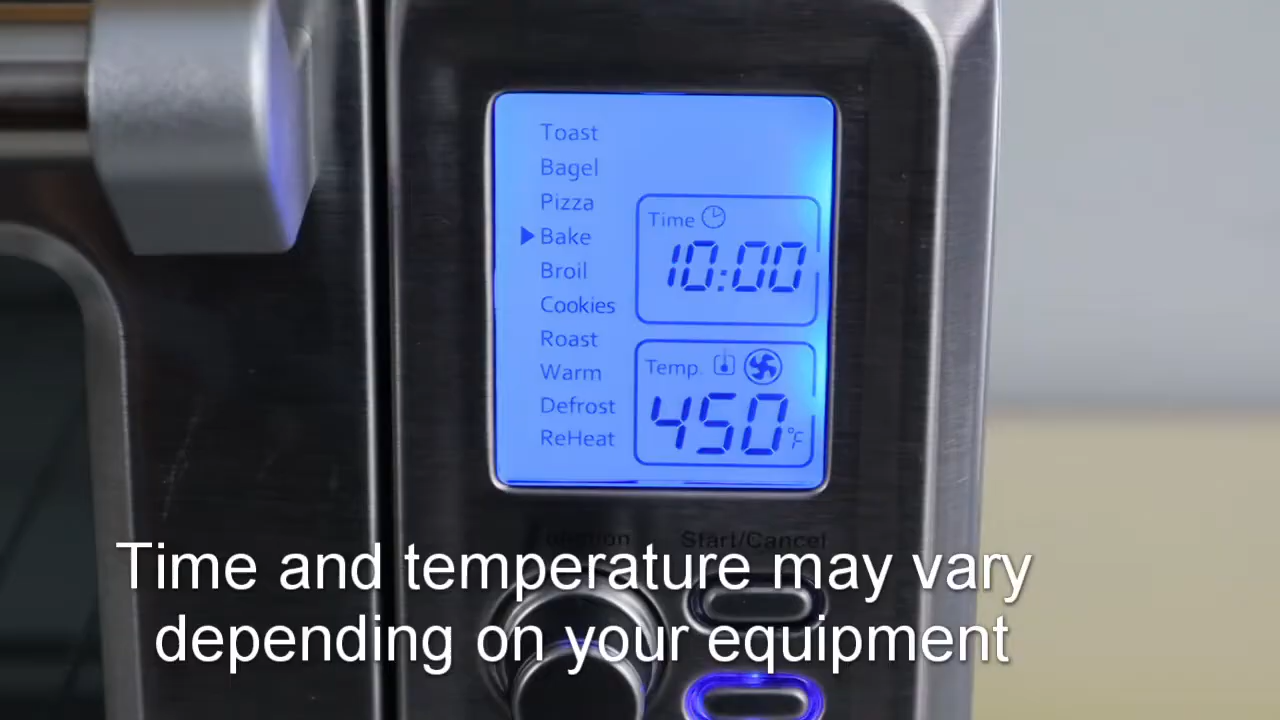 Toast
Bagel
Pizza
Bake
Broil
Cookies
Roast
Warm
Defrost
ReHeat
Time
10:00
Temp.
450°F
Function Start/Cancel
Time and temperature may vary
depending on your equipment